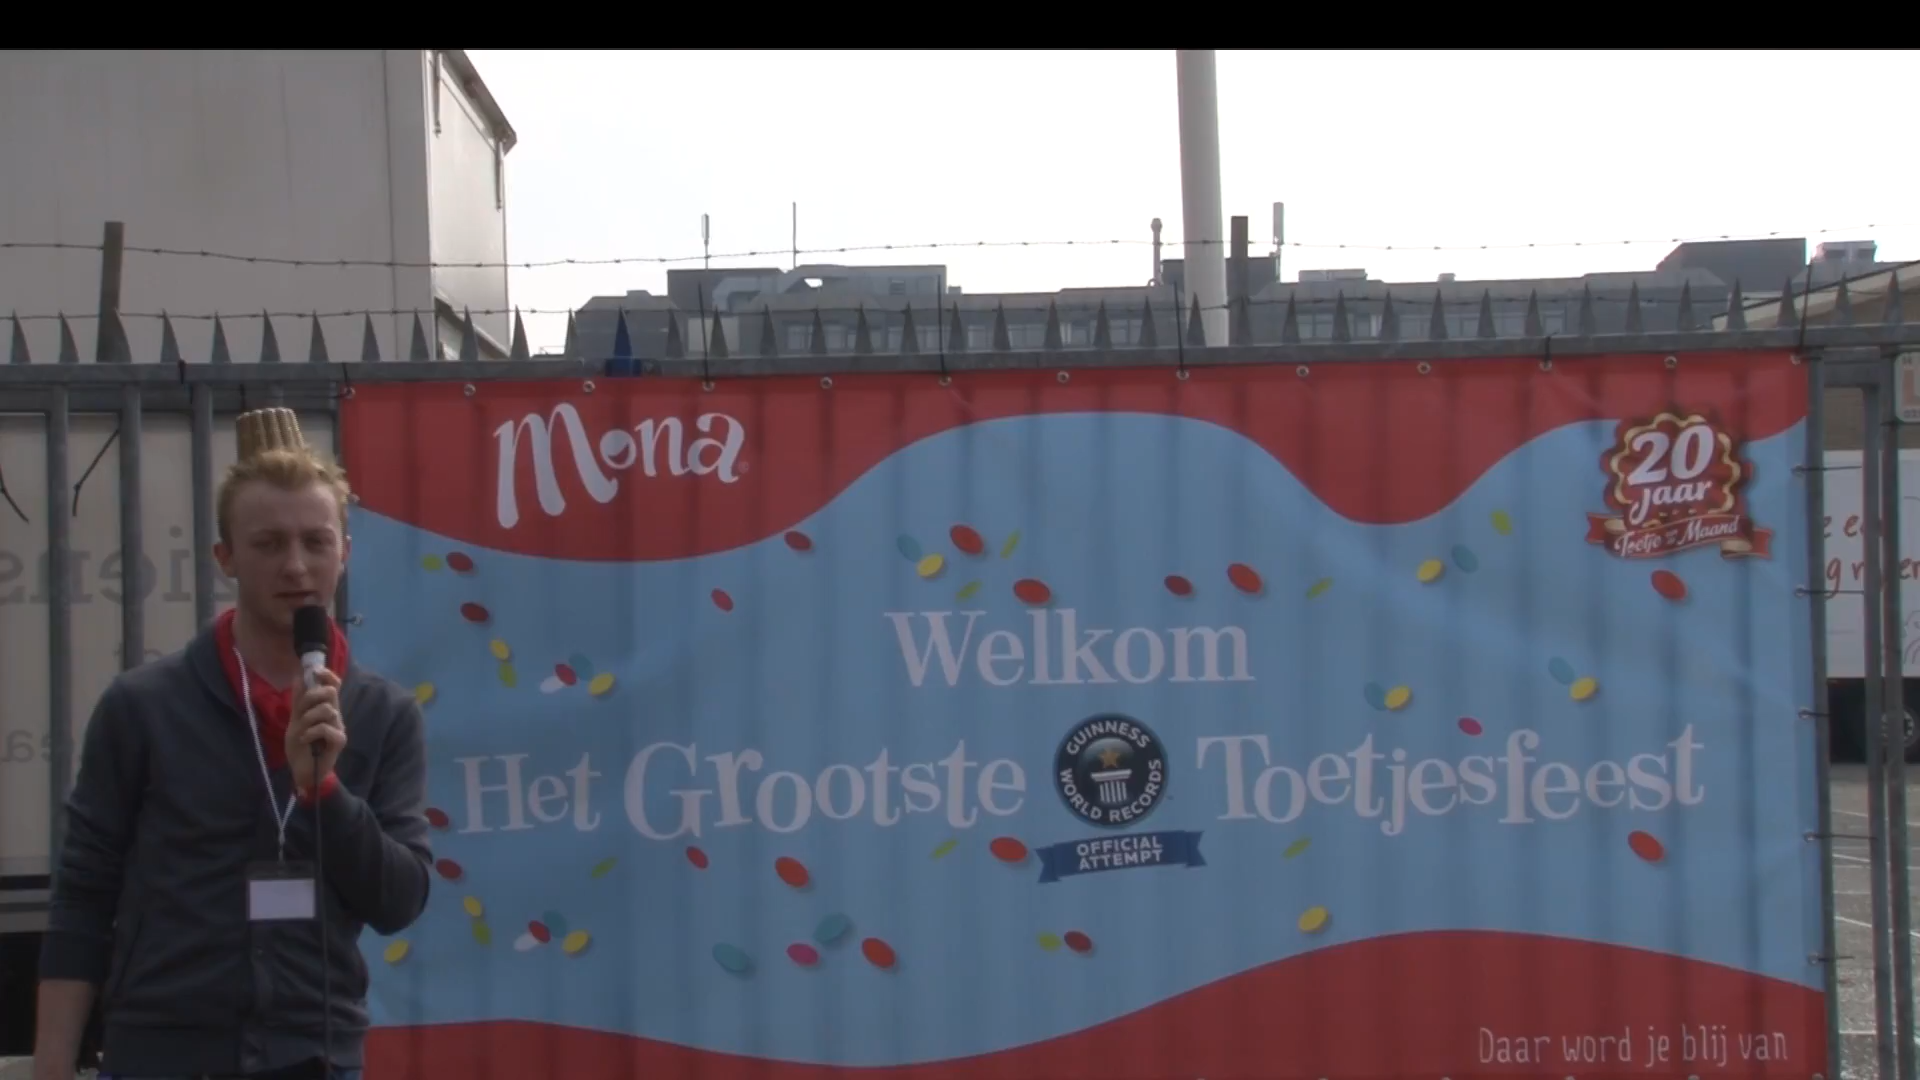 Mona
20
jaar
Toetje van de Maand
Welkom
Het Grootste
GUINNESS
WORLD RECORDS
Toetjesfeest
OFFICIAL
ATTEMPT
Daar word je blij van